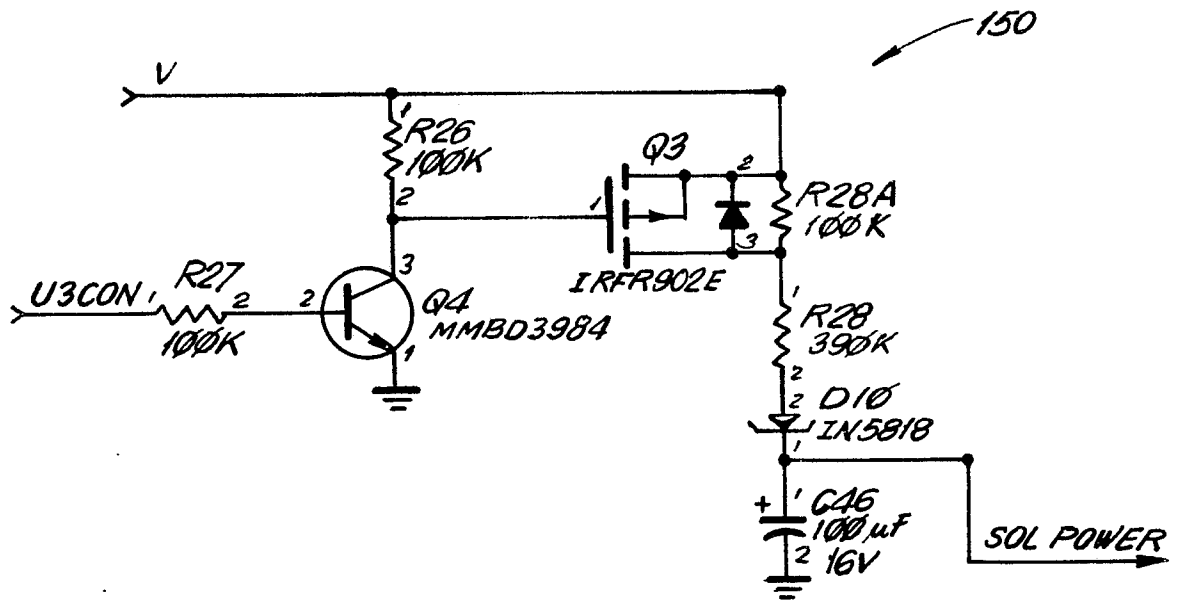 150
V
1
R26
100K
2
Q3
2
1
3
R28A
100K
IRFR902E
U3CON
1
R27
2
100K
2
3
Q4
MMBD3984
1
1
R28
390K
2
2
D10
IN5818
1
+
1
C46
100µF
2
16V
SOL POWER